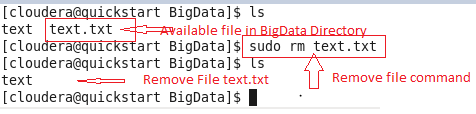 [cloudera@quickstart BigData]$ ls
text text.txt Available file in BigData Directory
[cloudera@quickstart BigData]$ sudo rm text.txt
[cloudera@quickstart BigData]$ ls
text Remove File text.txt Remove file command
[cloudera@quickstart BigData]$